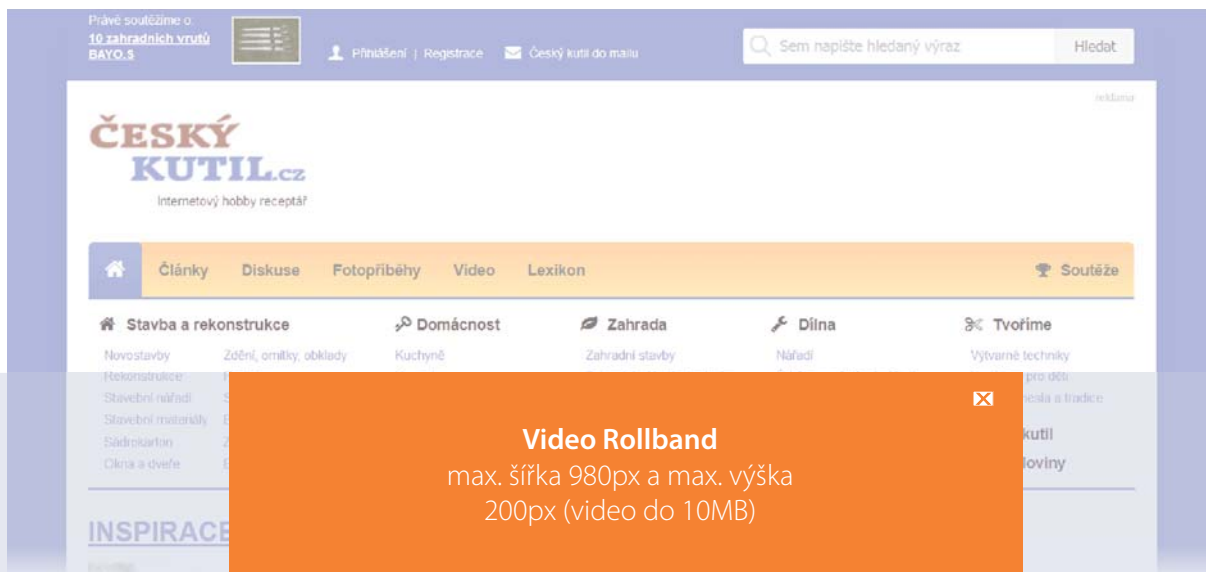 Právě soutěžíme o:
10 zahradních vrutů
BAYO.S
Přihlášení | Registrace
Český kutil do mailu
Sem napište hledaný výraz
Hledat
reklama
ČESKÝ
KUTIL.cz
Internetový hobby receptář
Články Diskuse Fotopříběhy Video Lexikon Soutěže
Stavba a rekonstrukce Domácnost Zahrada Dílna Tvoříme
Novostavby Zdění, omítky, obklady Kuchyně Zahradní stavby Nářadí Výtvarné techniky
Rekonstrukce pro děti
Stavební nářadí a tradice
Stavební materiály
Sádrokarton
Okna a dveře
kutil
Video Rollband
max. šířka 980px a max. výška
200px (video do 10MB)
INSPIRACE